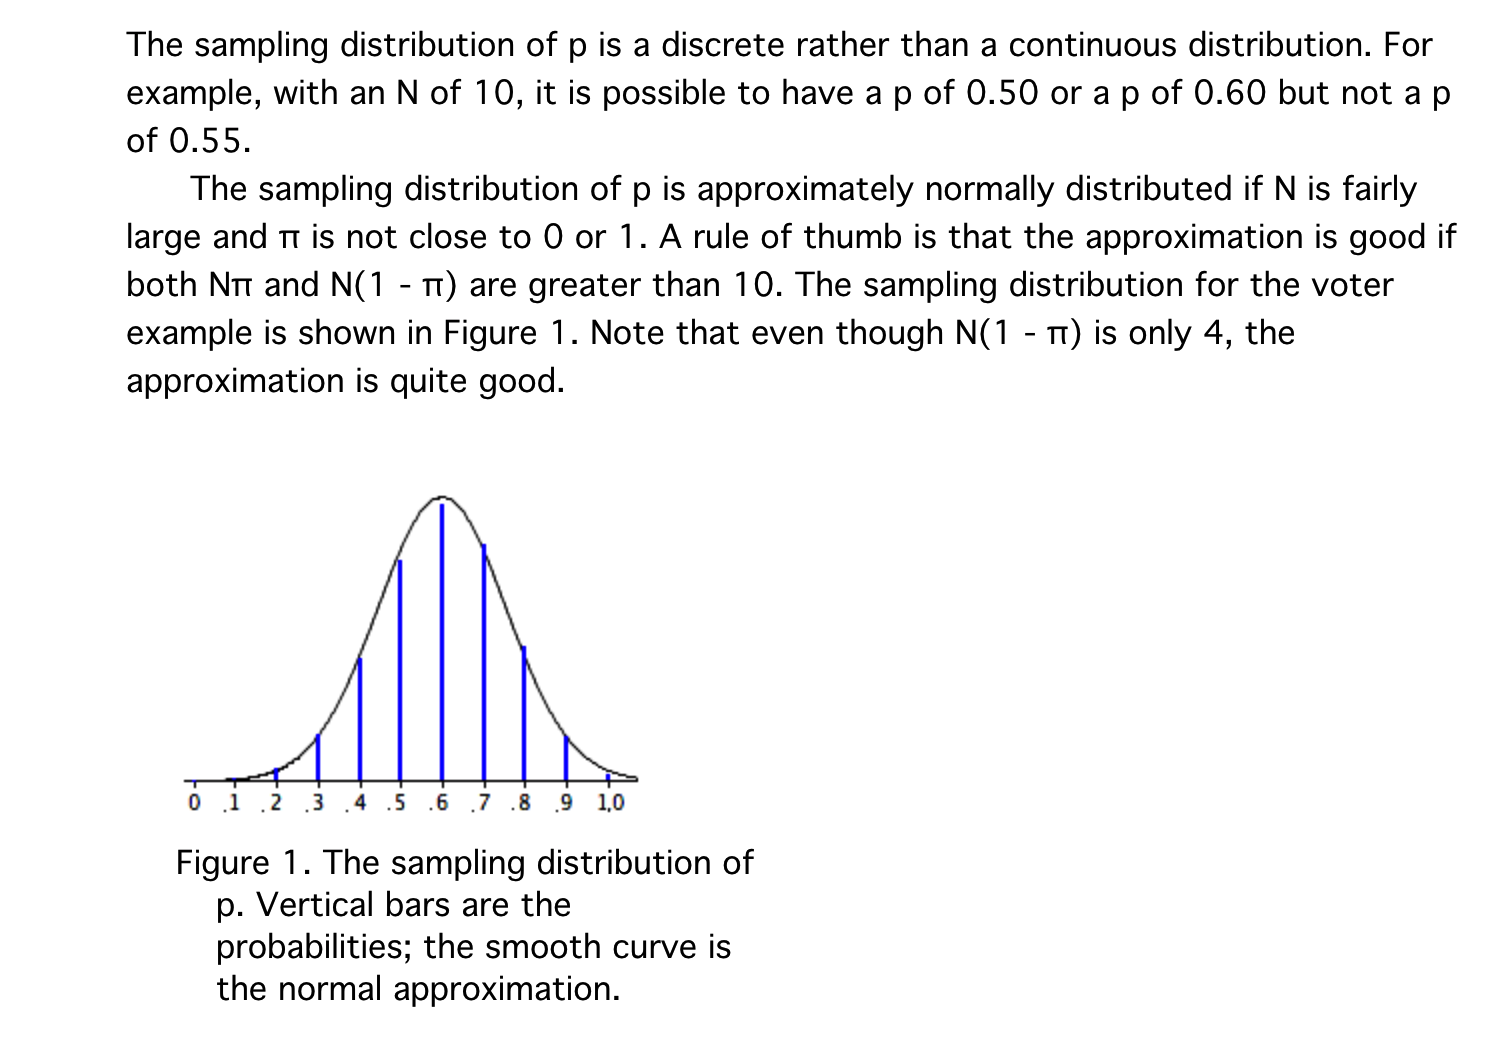 The sampling distribution of p is a discrete rather than a continuous distribution. For
example, with an N of 10, it is possible to have a p of 0.50 or a p of 0.60 but not a p
of 0.55.
The sampling distribution of p is approximately normally distributed if N is fairly
large and π is not close to 0 or 1. A rule of thumb is that the approximation is good if
both Nπ and N(1 - π) are greater than 10. The sampling distribution for the voter
example is shown in Figure 1. Note that even though N(1 - π) is only 4, the
approximation is quite good.
0 .1 .2 .3 .4 .5 .6 .7 .8 .9 1,0
Figure 1. The sampling distribution of
p. Vertical bars are the
probabilities; the smooth curve is
the normal approximation.